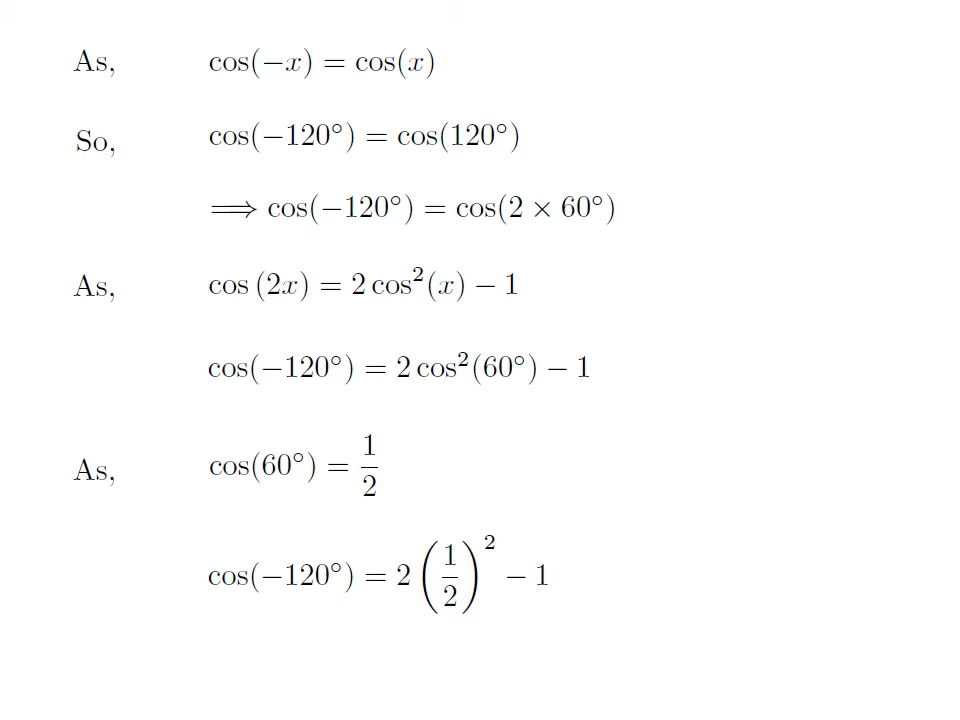 As, cos(−x) = cos(x)
So, cos(−120°) = cos(120°)
⟹ cos(−120°) = cos(2 × 60°)
As, cos (2x) = 2 cos²(x) − 1
cos(−120°) = 2 cos²(60°) − 1
As, cos(60°) = 1/2
cos(−120°) = 2 (1/2)² − 1